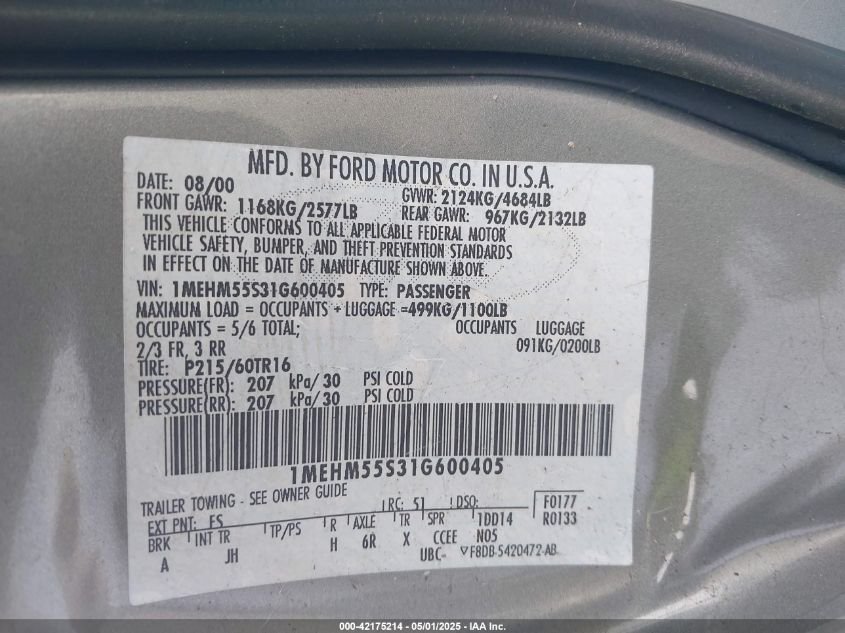 MFD. BY FORD MOTOR CO. IN U.S.A.
DATE: 08/00 GVWR: 2124KG/4684LB
FRONT GAWR: 1168KG/2577LB REAR GAWR: 967KG/2132LB
THIS VEHICLE CONFORMS TO ALL APPLICABLE FEDERAL MOTOR
VEHICLE SAFETY, BUMPER, AND THEFT PREVENTION STANDARDS
IN EFFECT ON THE DATE OF MANUFACTURE SHOWN ABOVE.
VIN: 1MEHM55S31G600405 TYPE: PASSENGER
MAXIMUM LOAD = OCCUPANTS + LUGGAGE =499KG/1100LB
OCCUPANTS = 5/6 TOTAL; OCCUPANTS LUGGAGE
2/3 FR, 3 RR 091KG/0200LB
TIRE: P215/60TR16
PRESSURE(FR): 207 kPa/ 30 PSI COLD
PRESSURE(RR): 207 kPa/ 30 PSI COLD
1MEHM55S31G600405
TRAILER TOWING - SEE OWNER GUIDE
EXT PNT: FS RC: 51 DSO: F0177
BRK INT TR TP/PS R AXLE TR SPR 1DD14 R0133
A JH H 6R X CCEE N05
UBC- ▽F8DB-5420472-AB
000-42175214 - 05/01/2025 - IAA Inc.